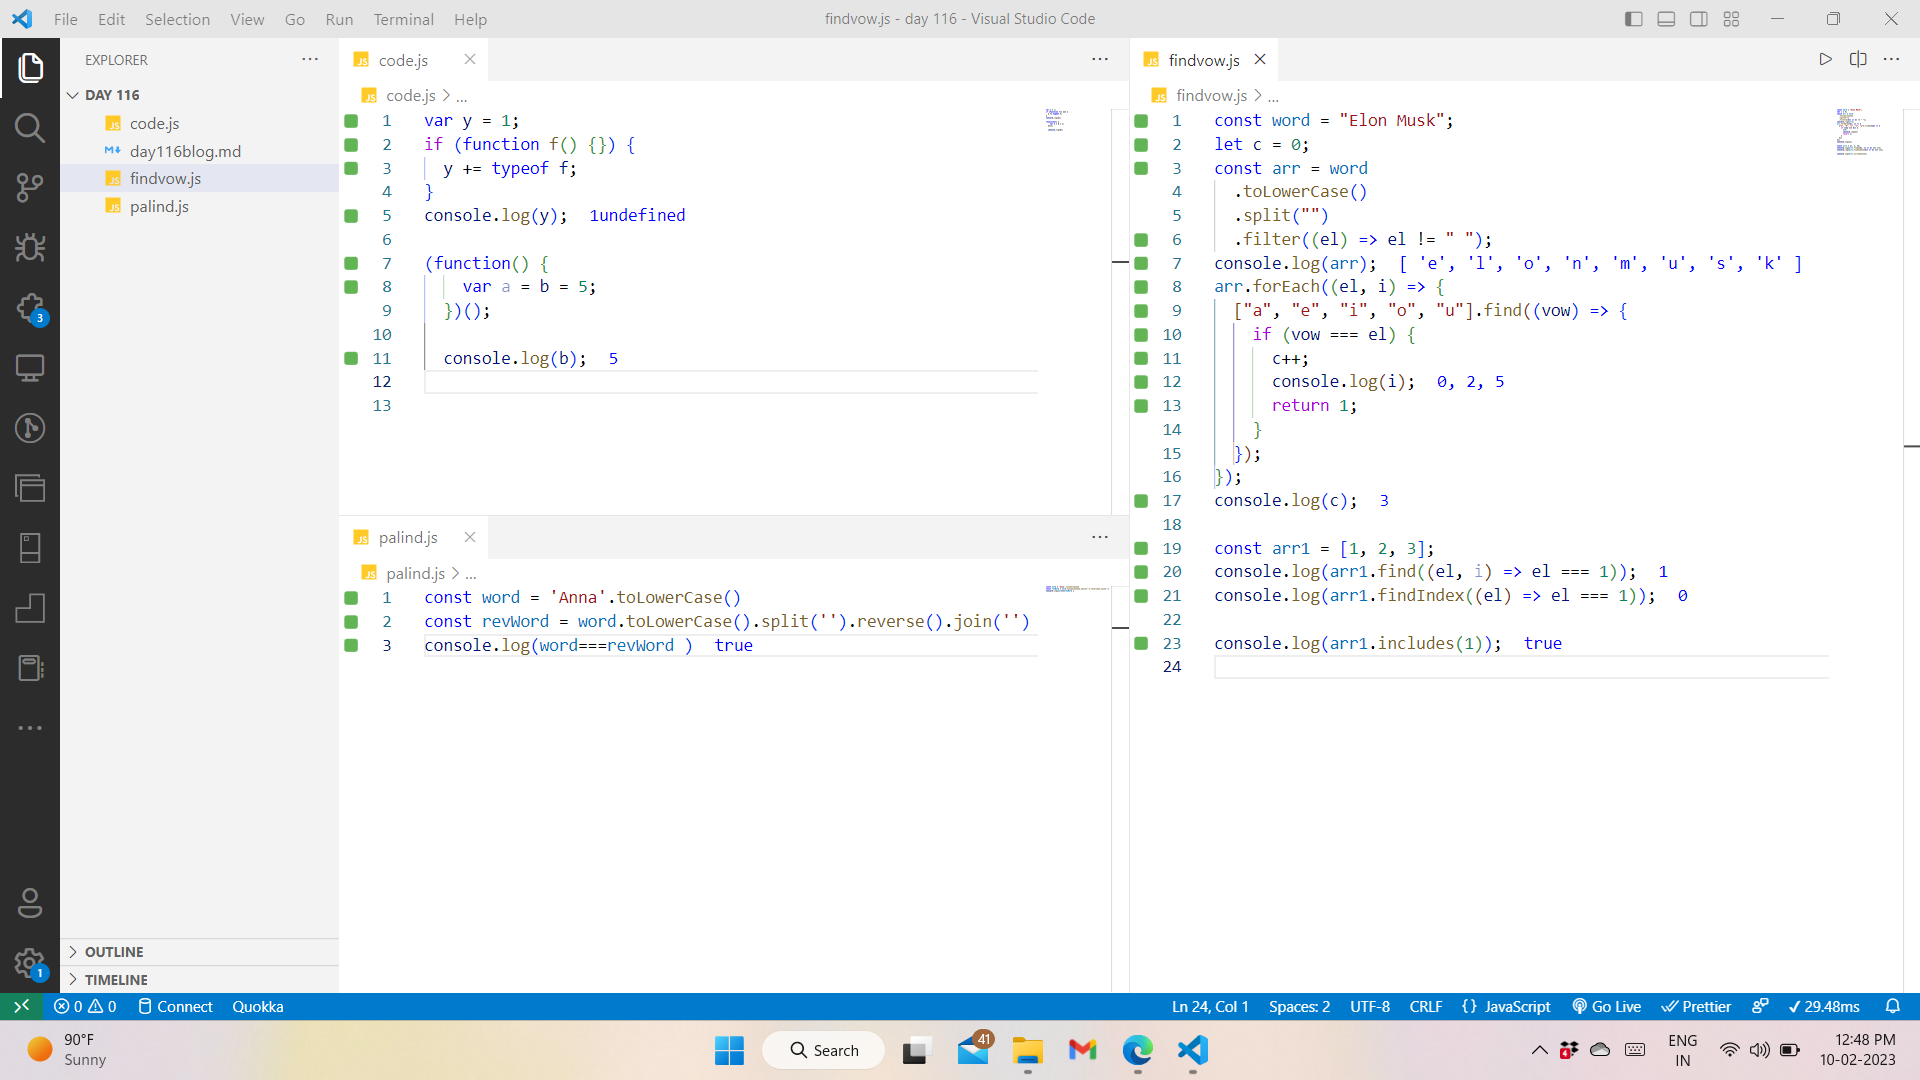 File Edit Selection View Go Run Terminal Help
findvow.js - day 116 - Visual Studio Code
EXPLORER
DAY 116
code.js
day116blog.md
findvow.js
palind.js
OUTLINE
TIMELINE
3
1
code.js
code.js > ...
1 var y = 1;
2 if (function f() {}) {
3 y += typeof f;
4 }
5 console.log(y); 1undefined
6
7 (function() {
8 var a = b = 5;
9 })();
10
11 console.log(b); 5
12
13
palind.js
palind.js > ...
1 const word = 'Anna'.toLowerCase()
2 const revWord = word.toLowerCase().split('').reverse().join('')
3 console.log(word===revWord ) true
findvow.js
findvow.js > ...
1 const word = "Elon Musk";
2 let c = 0;
3 const arr = word
4 .toLowerCase()
5 .split("")
6 .filter((el) => el != " ");
7 console.log(arr); [ 'e', 'l', 'o', 'n', 'm', 'u', 's', 'k' ]
8 arr.forEach((el, i) => {
9 ["a", "e", "i", "o", "u"].find((vow) => {
10 if (vow === el) {
11 c++;
12 console.log(i); 0, 2, 5
13 return 1;
14 }
15 });
16 });
17 console.log(c); 3
18
19 const arr1 = [1, 2, 3];
20 console.log(arr1.find((el, i) => el === 1)); 1
21 console.log(arr1.findIndex((el) => el === 1)); 0
22
23 console.log(arr1.includes(1)); true
24
0 0 Connect Quokka
Ln 24, Col 1 Spaces: 2 UTF-8 CRLF {} JavaScript Go Live Prettier 29.48ms
90°F
Sunny
Search
41
4
ENG
IN
12:48 PM
10-02-2023